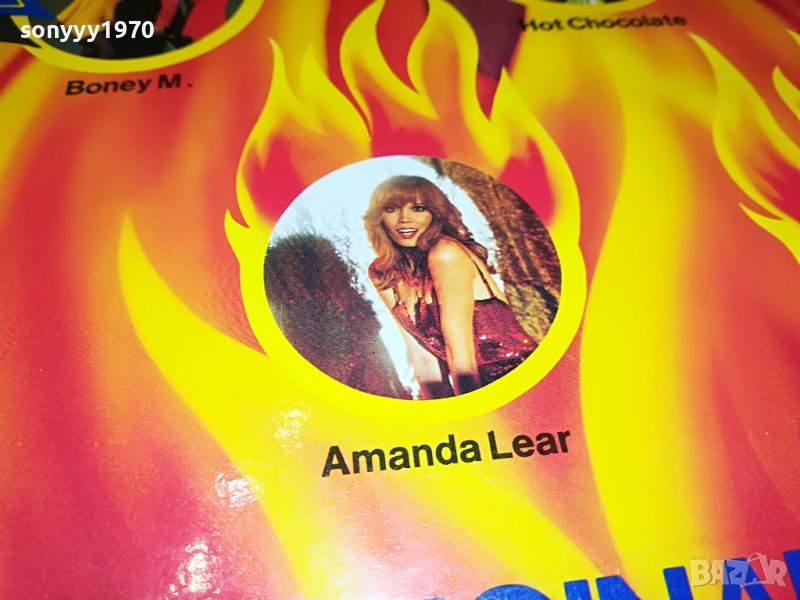 sonyyy1970
Hot Chocolate
Boney M.
Amanda Lear
BAZAR